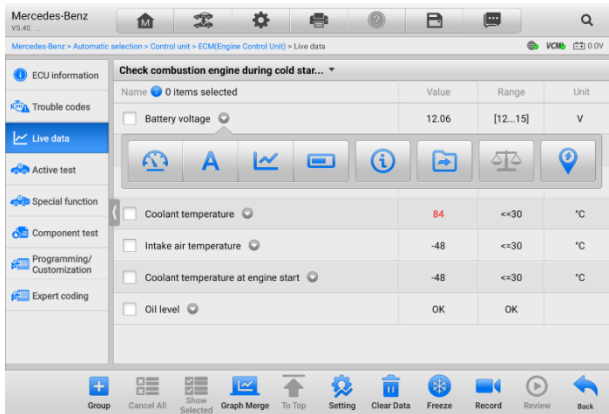 Mercedes-Benz
V5.40...
Mercedes-Benz > Automatic selection > Control unit > ECM(Engine Control Unit) > Live data
VCMI 0.0V
ECU information
Trouble codes
Live data
Active test
Special function
Component test
Programming/
Customization
Expert coding
Check combustion engine during cold star...
Name 0 items selected Value Range Unit
Battery voltage 12.06 [12...15] V
A
Coolant temperature 84 <=30 °C
Intake air temperature -48 <=30 °C
Coolant temperature at engine start -48 <=30 °C
Oil level OK OK
Group Cancel All Show Selected Graph Merge To Top Setting Clear Data Freeze Record Review Back